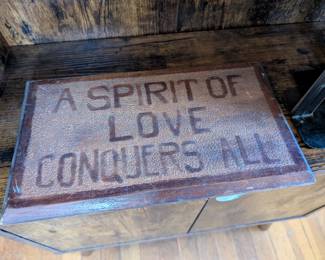 A SPIRIT OF
LOVE
CONQUERS ALL